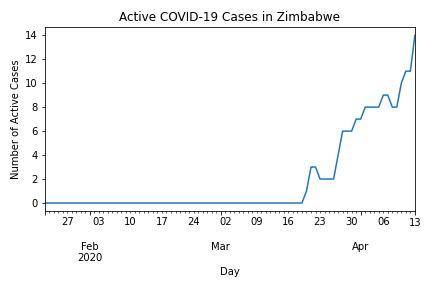 Active COVID-19 Cases in Zimbabwe
14
12
10
8
6
4
2
0
Number of Active Cases
27 03 10 17 24 02 09 16 23 30 06 13
Feb Mar Apr
2020
Day